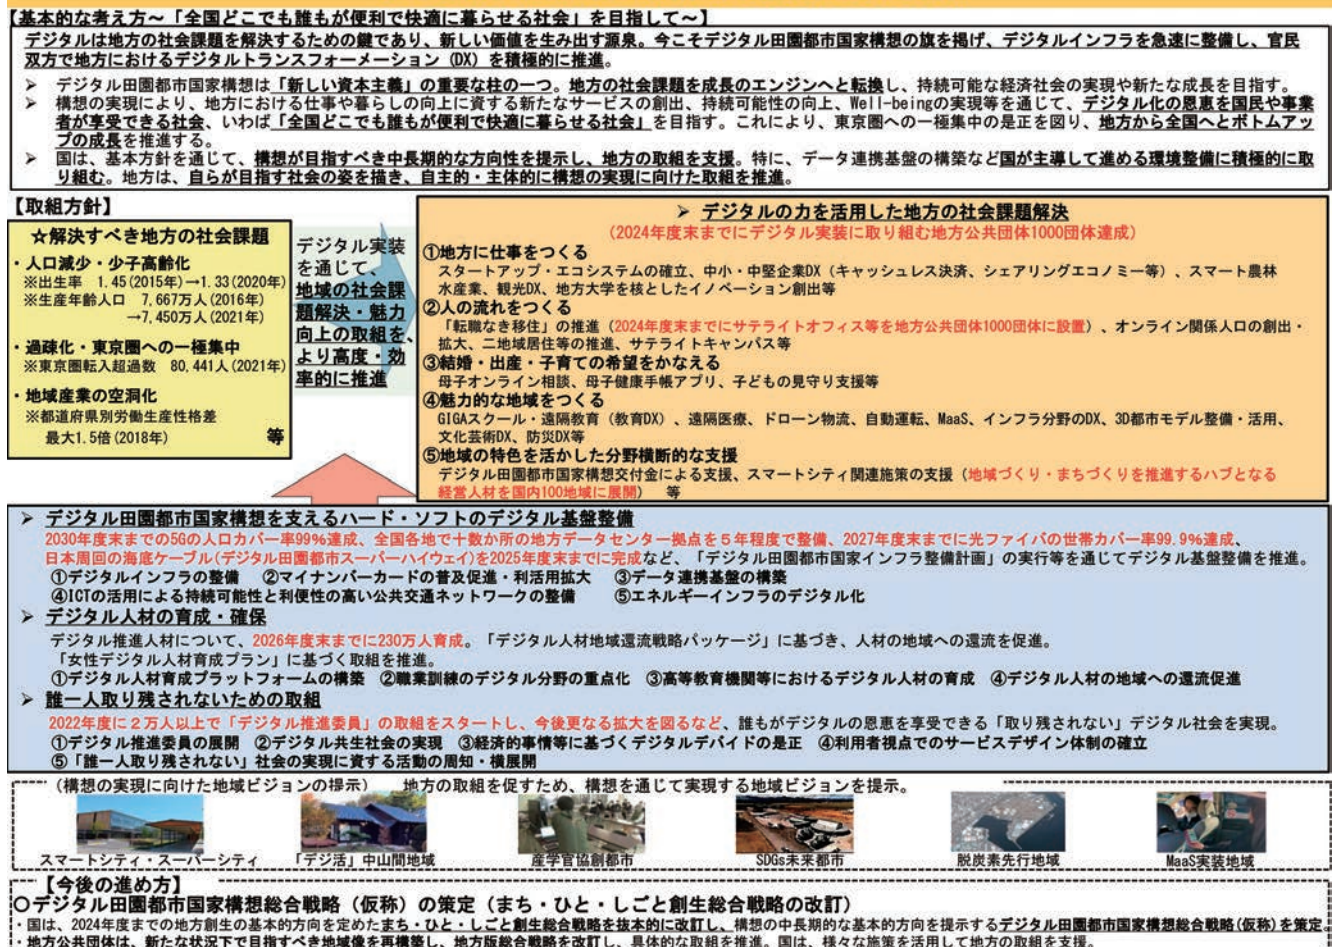 【基本的な考え方～「全国どこでも誰もが便利で快適に暮らせる社会」を目指して～】
デジタルは地方の社会課題を解決するための鍵であり、新しい価値を生み出す源泉。今こそデジタル田園都市国家構想の旗を掲げ、デジタルインフラを急速に整備し、官民
双方で地方におけるデジタルトランスフォーメーション（DX）を積極的に推進。
➢ デジタル田園都市国家構想は「新しい資本主義」の重要な柱の一つ。地方の社会課題を成長のエンジンへと転換し、持続可能な経済社会の実現や新たな成長を目指す。
➢ 構想の実現により、地方における仕事や暮らしの向上に資する新たなサービスの創出、持続可能性の向上、Well-beingの実現等を通じて、デジタル化の恩恵を国民や事業
者が享受できる社会、いわば「全国どこでも誰もが便利で快適に暮らせる社会」を目指す。これにより、東京圏への一極集中の是正を図り、地方から全国へとボトムアッ
プの成長を推進する。
➢ 国は、基本方針を通じて、構想が目指すべき中長期的な方向性を提示し、地方の取組を支援。特に、データ連携基盤の構築など国が主導して進める環境整備に積極的に取
り組む。地方は、自らが目指す社会の姿を描き、自主的・主体的に構想の実現に向けた取組を推進。
【取組方針】
☆解決すべき地方の社会課題
・人口減少・少子高齢化
※出生率 1.45(2015年)→1.33(2020年)
※生産年齢人口 7,667万人(2016年)
→7,450万人(2021年)
・過疎化・東京圏への一極集中
※東京圏転入超過数 80,441人(2021年)
・地域産業の空洞化
※都道府県別労働生産性格差
最大1.5倍(2018年) 等
デジタル実装
を通じて、
地域の社会課
題解決・魅力
向上の取組を、
より高度・効
率的に推進
➢ デジタルの力を活用した地方の社会課題解決
（2024年度末までにデジタル実装に取り組む地方公共団体1000団体達成）
①地方に仕事をつくる
スタートアップ・エコシステムの確立、中小・中堅企業DX（キャッシュレス決済、シェアリングエコノミー等）、スマート農林
水産業、観光DX、地方大学を核としたイノベーション創出等
②人の流れをつくる
「転職なき移住」の推進（2024年度末までにサテライトオフィス等を地方公共団体1000団体に設置）、オンライン関係人口の創出・
拡大、二地域居住等の推進、サテライトキャンパス等
③結婚・出産・子育ての希望をかなえる
母子オンライン相談、母子健康手帳アプリ、子どもの見守り支援等
④魅力的な地域をつくる
GIGAスクール・遠隔教育（教育DX）、遠隔医療、ドローン物流、自動運転、MaaS、インフラ分野のDX、3D都市モデル整備・活用、
文化芸術DX、防災DX等
⑤地域の特色を活かした分野横断的な支援
デジタル田園都市国家構想交付金による支援、スマートシティ関連施策の支援（地域づくり・まちづくりを推進するハブとなる
経営人材を国内100地域に展開） 等
➢ デジタル田園都市国家構想を支えるハード・ソフトのデジタル基盤整備
2030年度末までの5Gの人口カバー率99%達成、全国各地で十数か所の地方データセンター拠点を５年程度で整備、2027年度末までに光ファイバの世帯カバー率99.9%達成、
日本周回の海底ケーブル(デジタル田園都市スーパーハイウェイ)を2025年度末までに完成など、「デジタル田園都市国家インフラ整備計画」の実行等を通じてデジタル基盤整備を推進。
①デジタルインフラの整備 ②マイナンバーカードの普及促進・利活用拡大 ③データ連携基盤の構築
④ICTの活用による持続可能性と利便性の高い公共交通ネットワークの整備 ⑤エネルギーインフラのデジタル化
➢ デジタル人材の育成・確保
デジタル推進人材について、2026年度末までに230万人育成。「デジタル人材地域還流戦略パッケージ」に基づき、人材の地域への還流を促進。
「女性デジタル人材育成プラン」に基づく取組を推進。
①デジタル人材育成プラットフォームの構築 ②職業訓練のデジタル分野の重点化 ③高等教育機関等におけるデジタル人材の育成 ④デジタル人材の地域への還流促進
➢ 誰一人取り残されないための取組
2022年度に２万人以上で「デジタル推進委員」の取組をスタートし、今後更なる拡大を図るなど、誰もがデジタルの恩恵を享受できる「取り残されない」デジタル社会を実現。
①デジタル推進委員の展開 ②デジタル共生社会の実現 ③経済的事情等に基づくデジタルデバイドの是正 ④利用者視点でのサービスデザイン体制の確立
⑤「誰一人取り残されない」社会の実現に資する活動の周知・横展開
（構想の実現に向けた地域ビジョンの提示） 地方の取組を促すため、構想を通じて実現する地域ビジョンを提示。
スマートシティ・スーパーシティ 「デジ活」中山間地域 産学官協創都市 SDGs未来都市 脱炭素先行地域 MaaS実装地域
【今後の進め方】
〇デジタル田園都市国家構想総合戦略（仮称）の策定（まち・ひと・しごと創生総合戦略の改訂）
・国は、2024年度までの地方創生の基本的方向を定めたまち・ひと・しごと創生総合戦略を抜本的に改訂し、構想の中長期的な基本的方向を提示するデジタル田園都市国家構想総合戦略(仮称)を策定。
・地方公共団体は、新たな状況下で目指すべき地域像を再構築し、地方版総合戦略を改訂し、具体的な取組を推進。国は、様々な施策を活用して地方の取組を支援。